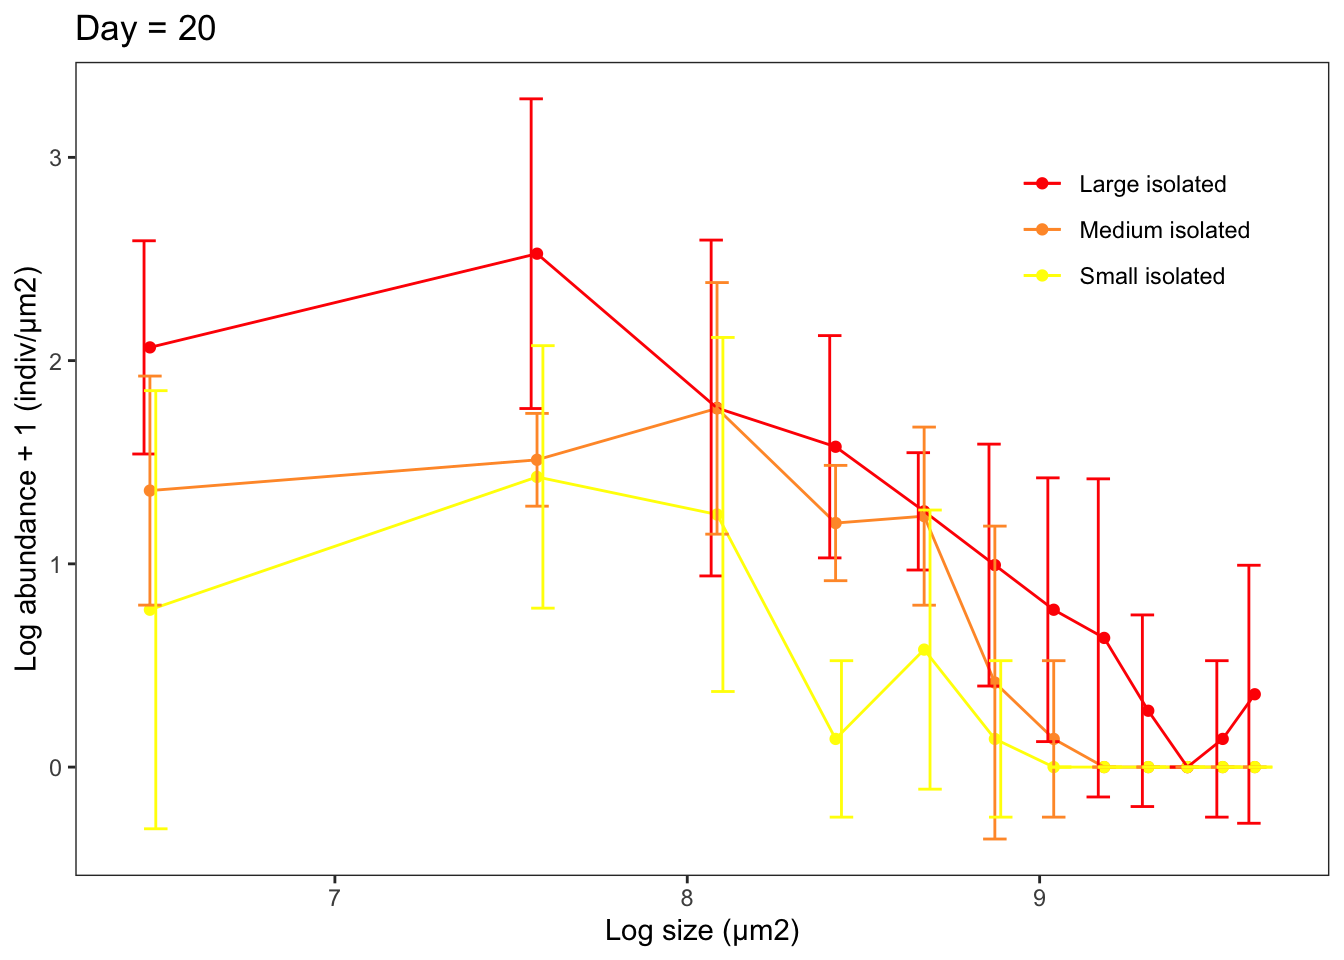 Day = 20
Log abundance + 1 (indiv/µm2)
3
2
1
0
Large isolated
Medium isolated
Small isolated
7 8 9
Log size (µm2)